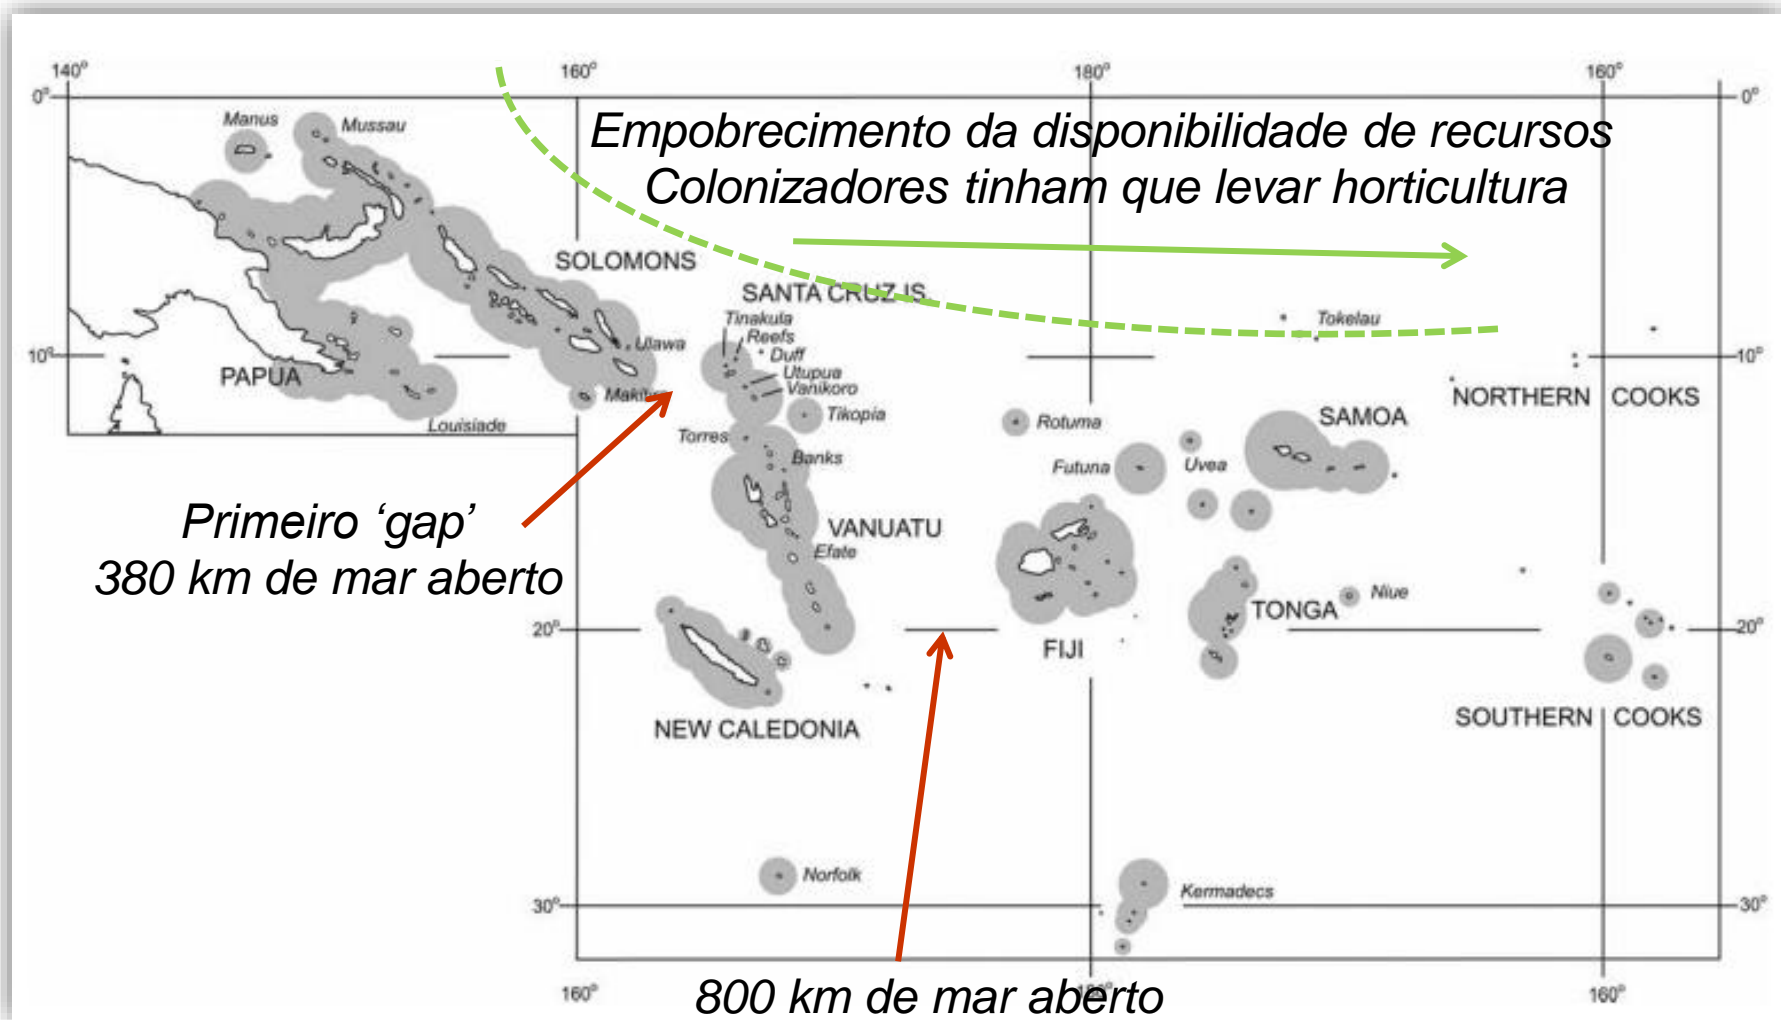 140°
160°
180°
160°
0°
0°
Manus
Mussau
Empobrecimento da disponibilidade de recursos
Colonizadores tinham que levar horticultura
SOLOMONS
SANTA CRUZ IS.
Tinakula
Reefs
Duff
Tokelau
Ulawa
10°
10°
PAPUA
Utupua
Vanikoro
Makira
NORTHERN COOKS
Louisiade
Tikopia
Rotuma
SAMOA
Torres
Banks
Futuna
Uvea
Primeiro ‘gap’
380 km de mar aberto
VANUATU
Efate
Niue
TONGA
20°
20°
FIJI
NEW CALEDONIA
SOUTHERN COOKS
Norfolk
Kermadecs
30°
30°
160°
180°
160°
800 km de mar aberto